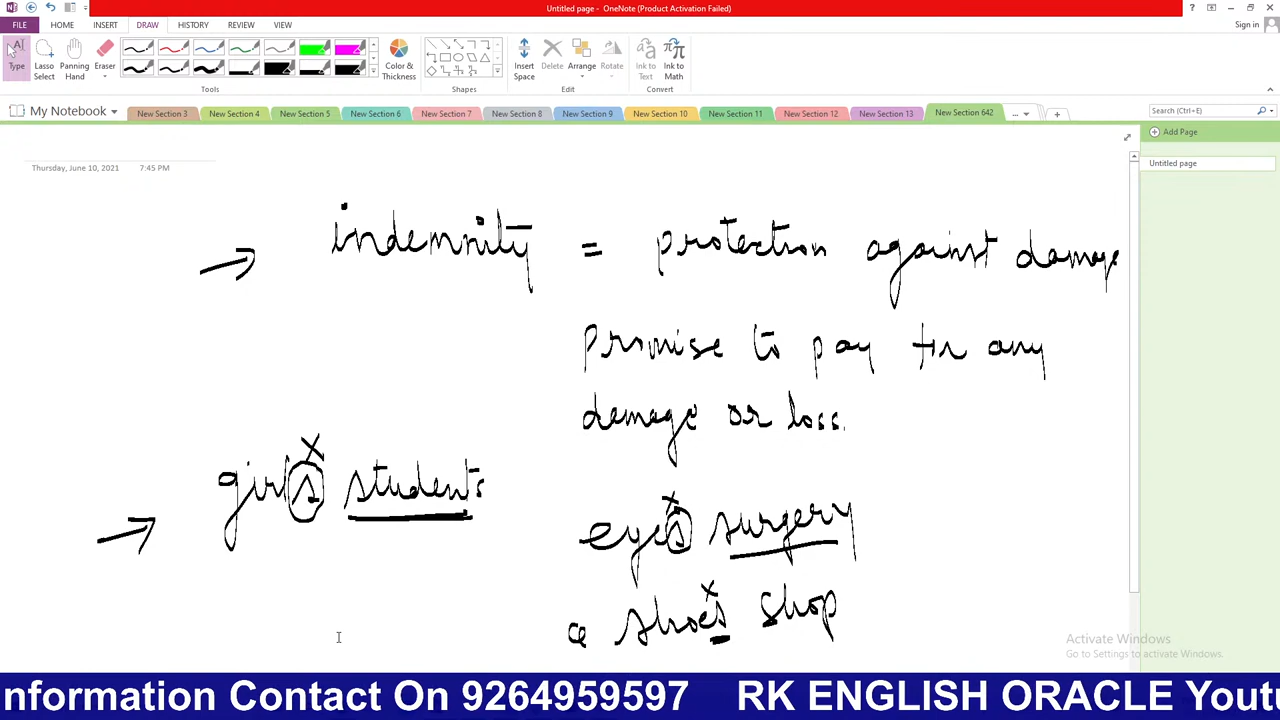 Untitled page - OneNote (Product Activation Failed)
FILE HOME INSERT DRAW HISTORY REVIEW VIEW
Sign in
Type Lasso Select Panning Hand Eraser Color & Thickness Insert Space Delete Arrange Rotate Ink to Text Ink to Math
Tools Shapes Edit Convert
My Notebook New Section 3 New Section 4 New Section 5 New Section 6 New Section 7 New Section 8 New Section 9 New Section 10 New Section 11 New Section 12 New Section 13 New Section 642 ... Search (Ctrl+E)
Add Page
Untitled page
Thursday, June 10, 2021 7:45 PM
indemnity = protection against damage
Promise to pay for any
damage or loss.
girls students
eyes surgery
a shoes shop
Activate Windows
Go to Settings to activate Windows.
nformation Contact On 9264959597 RK ENGLISH ORACLE Yout